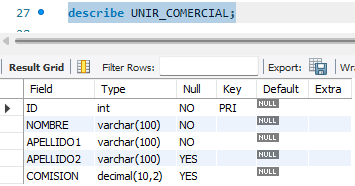 27 describe UNIR_COMERCIAL;
Result Grid Filter Rows: Export: Wra
Field Type Null Key Default Extra
ID int NO PRI NULL
NOMBRE varchar(100) NO NULL
APELLIDO1 varchar(100) NO NULL
APELLIDO2 varchar(100) YES NULL
COMISION decimal(10,2) YES NULL